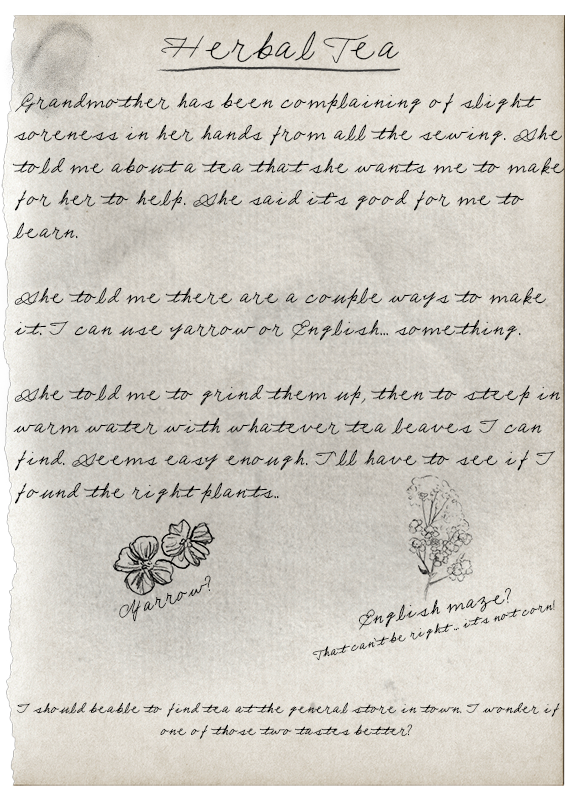 Herbal Tea
Grandmother has been complaining of slight
soreness in her hands from all the sewing. She
told me about a tea that she wants me to make
for her to help. She said it's good for me to
learn.
She told me there are a couple ways to make
it. I can use yarrow or English... something.
She told me to grind them up, then to steep in
warm water with whatever tea leaves I can
find. Seems easy enough. I'll have to see if I
found the right plants..
Yarrow?
English maze?
That can't be right... it's not corn!
I should be able to find tea at the general store in town. I wonder if
one of those two tastes better?